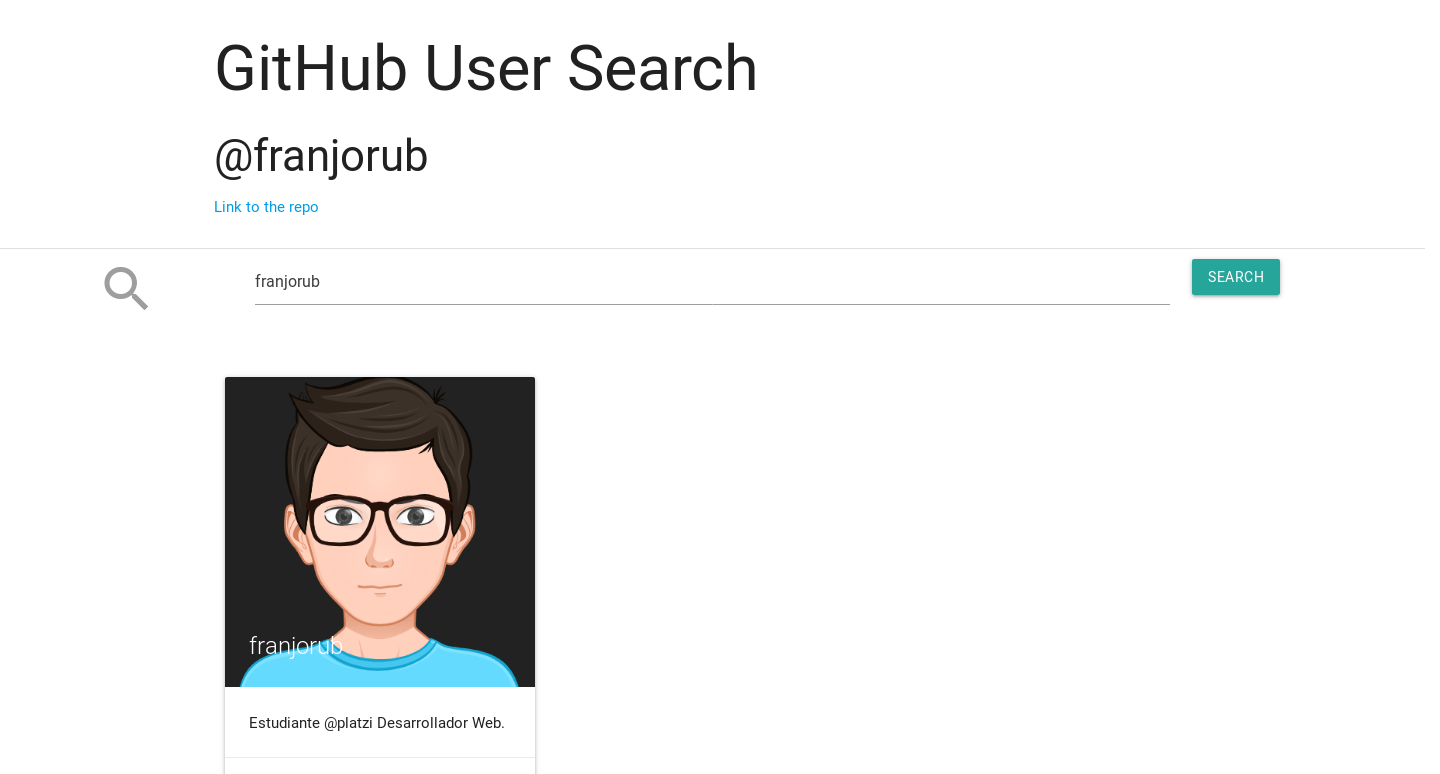 GitHub User Search
@franjorub
Link to the repo
franjorub
SEARCH
franjorub
Estudiante @platzi Desarrollador Web.